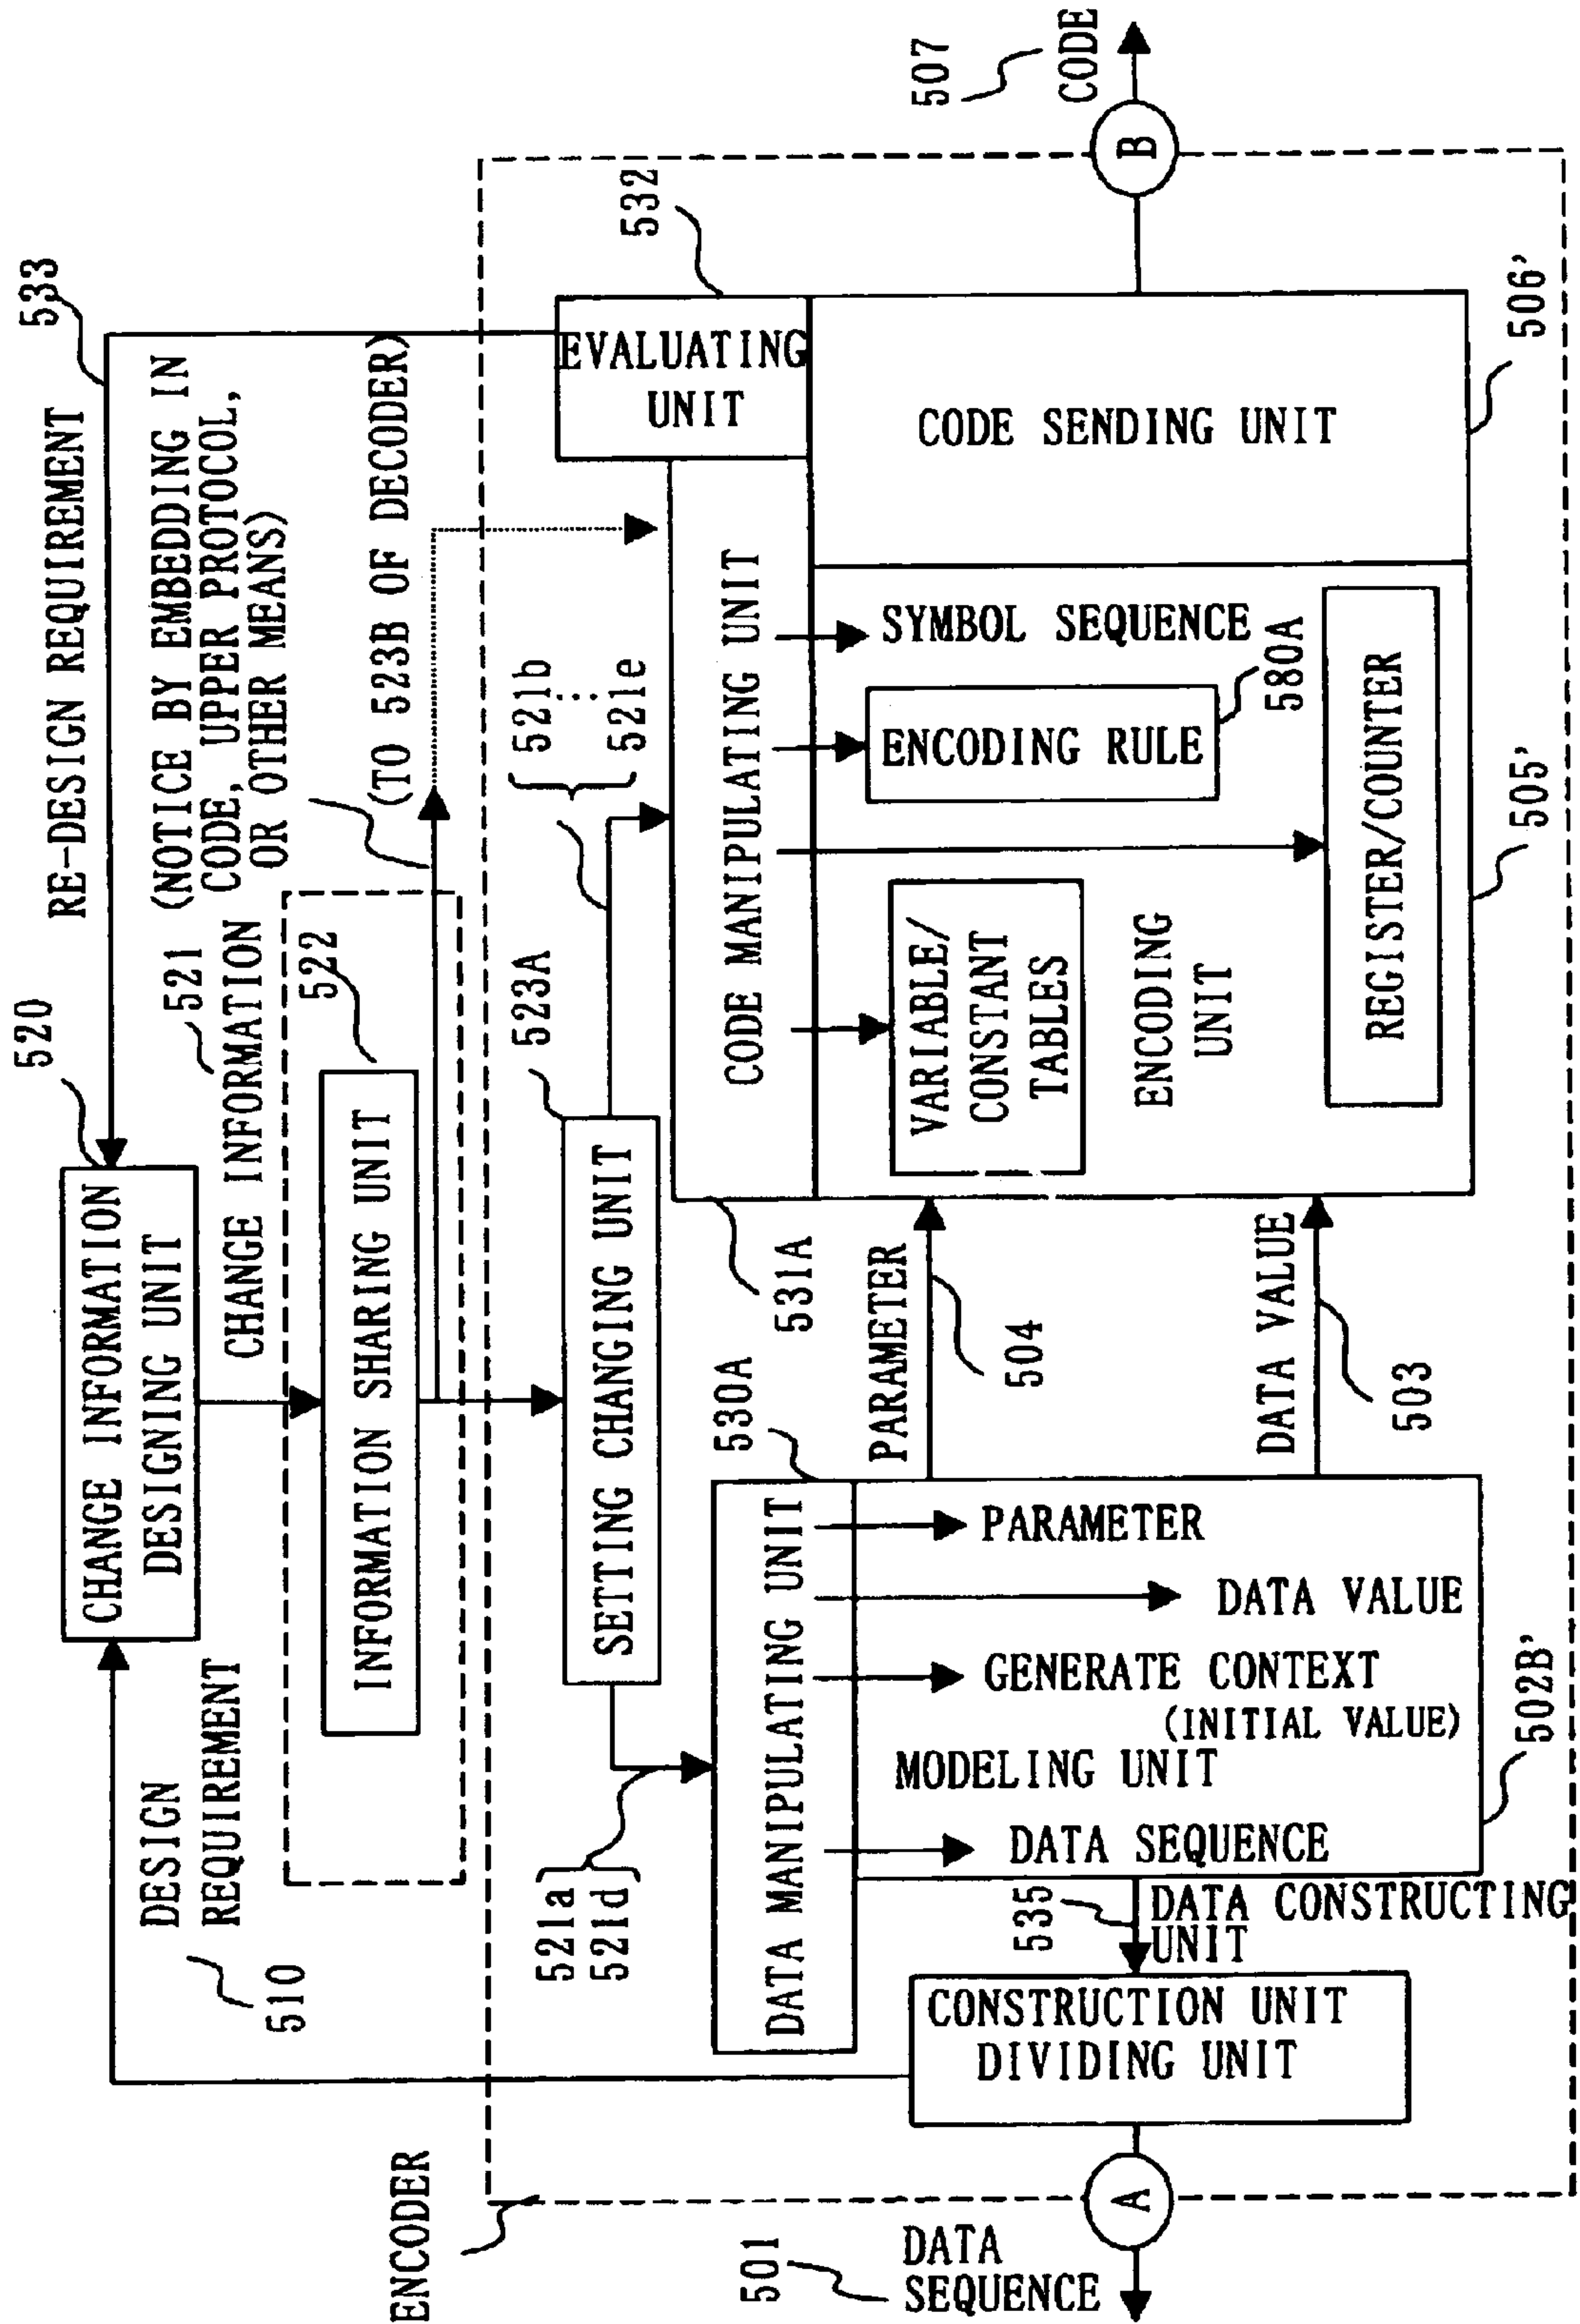 533
RE-DESIGN REQUIREMENT
520
CHANGE INFORMATION
DESIGNING UNIT
(NOTICE BY EMBEDDING IN
CODE, UPPER PROTOCOL,
OR OTHER MEANS)
521
CHANGE INFORMATION
522
INFORMATION SHARING UNIT
DESIGN
REQUIREMENT
510
(TO 523B OF DECODER)
ENCODER
523A
SETTING CHANGING UNIT
521a
521d
521b
⋮
521e
532
EVALUATING
UNIT
CODE MANIPULATING UNIT
531A
530A
DATA MANIPULATING UNIT
PARAMETER
DATA VALUE
GENERATE CONTEXT
(INITIAL VALUE)
MODELING UNIT
DATA SEQUENCE
502B'
PARAMETER
504
DATA VALUE
503
VARIABLE/
CONSTANT
TABLES
ENCODING
UNIT
SYMBOL SEQUENCE
ENCODING RULE
580A
REGISTER/COUNTER
505'
CODE SENDING UNIT
506'
507
CODE
B
535
DATA CONSTRUCTING
UNIT
CONSTRUCTION UNIT
DIVIDING UNIT
A
501
DATA
SEQUENCE